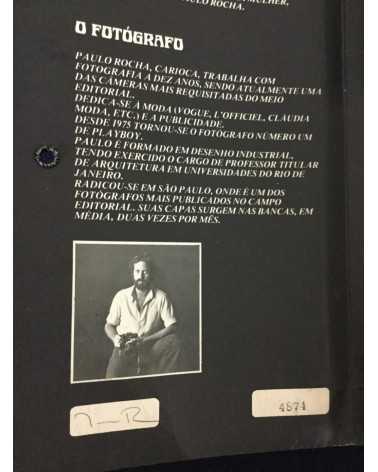 MULHER,
PAULO ROCHA.
O FOTÓGRAFO
PAULO ROCHA, CARIOCA, TRABALHA COM
FOTOGRAFIA A DEZ ANOS, SENDO ATUALMENTE UMA
DAS CÂMERAS MAIS REQUISITADAS DO MEIO
EDITORIAL.
DEDICA-SE À MODA (VOGUE, L'OFFICIEL, CLAUDIA
MODA, ETC.) E A PUBLICIDADE,
DESDE 1975 TORNOU-SE O FOTÓGRAFO NÚMERO UM
DE PLAYBOY.
PAULO É FORMADO EM DESENHO INDUSTRIAL,
TENDO EXERCIDO O CARGO DE PROFESSOR TITULAR
DE ARQUITETURA EM UNIVERSIDADES DO RIO DE
JANEIRO.
RADICOU-SE EM SÃO PAULO, ONDE É UM DOS
FOTÓGRAFOS MAIS PUBLICADOS NO CAMPO
EDITORIAL. SUAS CAPAS SURGEM NAS BANCAS, EM
MÉDIA, DUAS VEZES POR MÊS.
4874